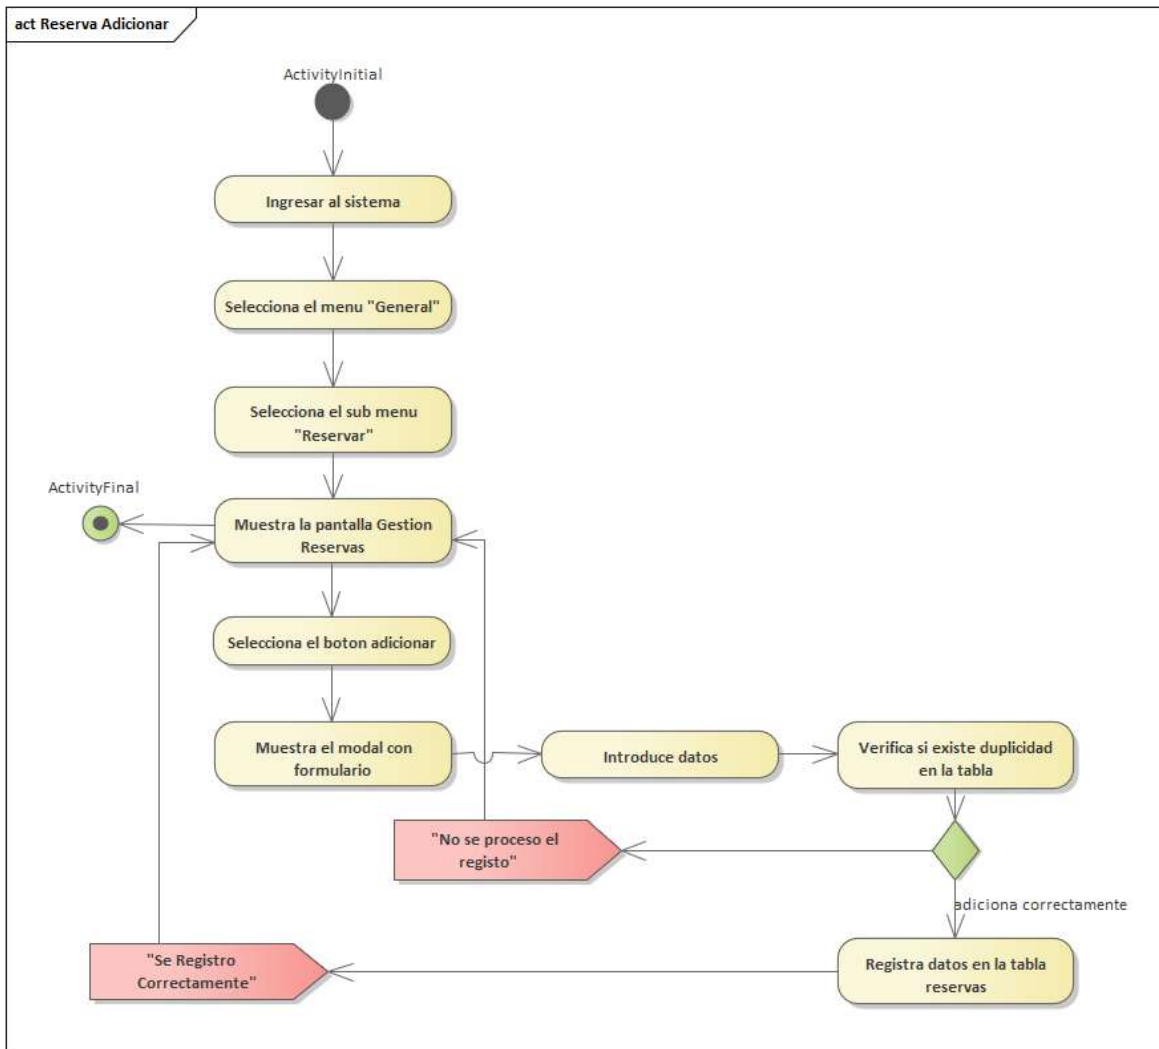 act Reserva Adicionar
ActivityInitial
Ingresar al sistema
Selecciona el menu "General"
Selecciona el sub menu
"Reservar"
ActivityFinal
Muestra la pantalla Gestion
Reservas
Selecciona el boton adicionar
Muestra el modal con
formulario
Introduce datos
Verifica si existe duplicidad
en la tabla
"No se proceso el
registo"
adiciona correctamente
"Se Registro
Correctamente"
Registra datos en la tabla
reservas